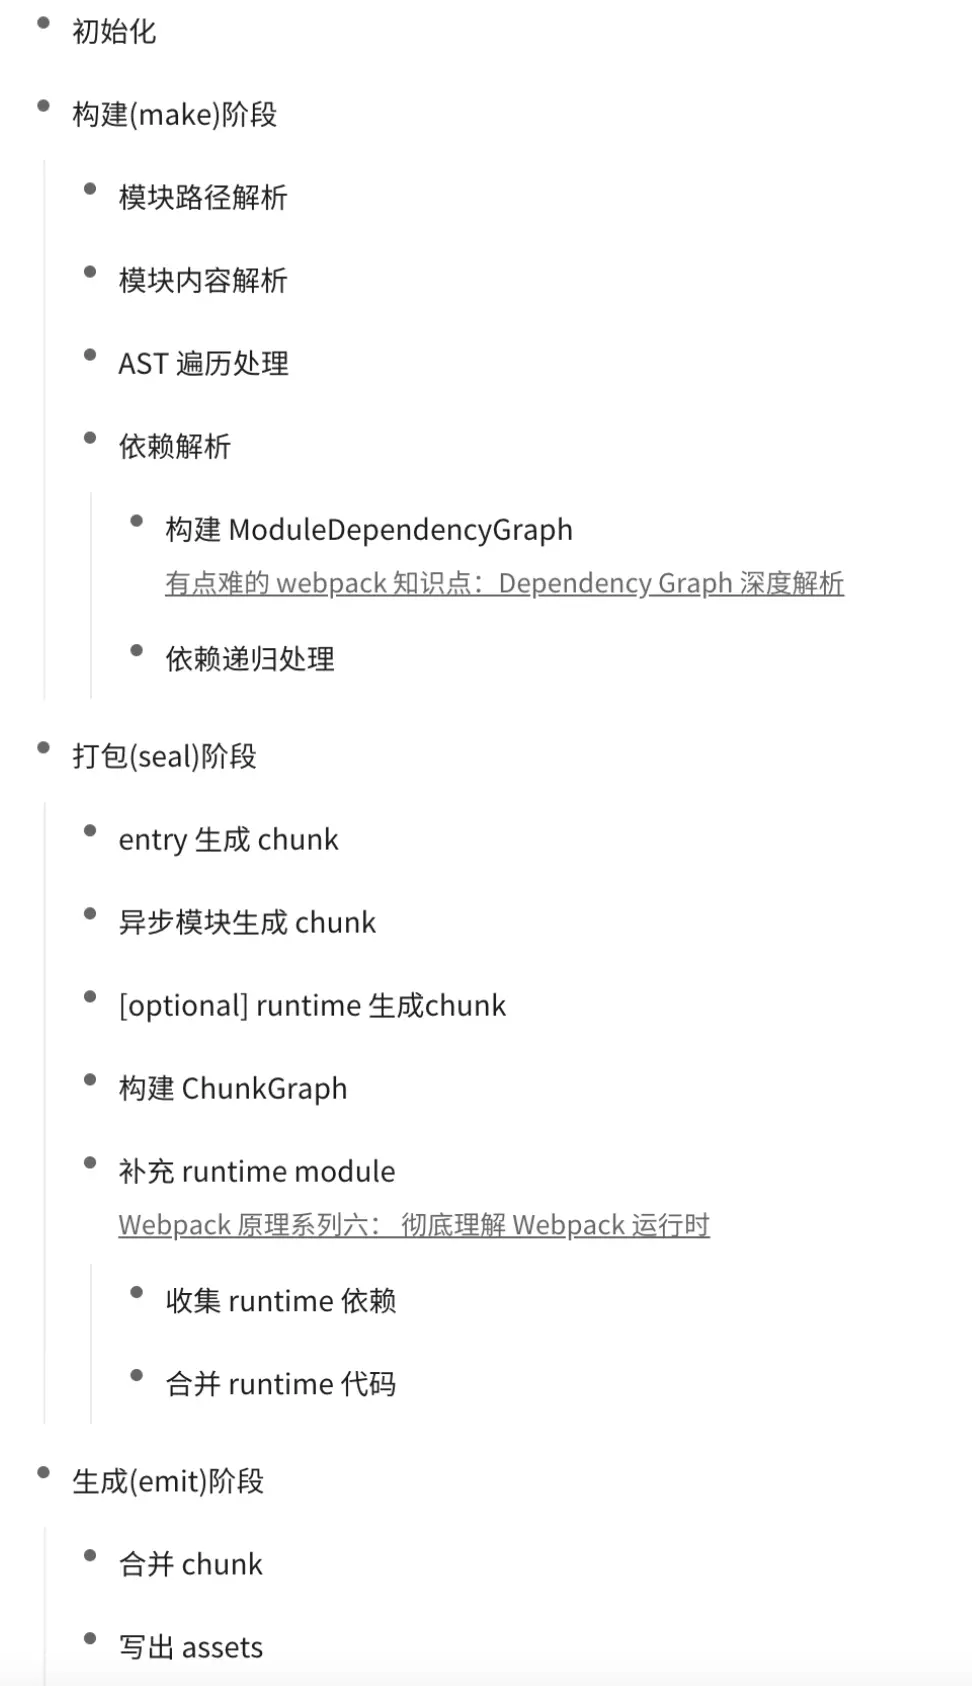 初始化
构建(make)阶段
模块路径解析
模块内容解析
AST 遍历处理
依赖解析
构建 ModuleDependencyGraph
有点难的 webpack 知识点：Dependency Graph 深度解析
依赖递归处理
打包(seal)阶段
entry 生成 chunk
异步模块生成 chunk
[optional] runtime 生成chunk
构建 ChunkGraph
补充 runtime module
Webpack 原理系列六： 彻底理解 Webpack 运行时
收集 runtime 依赖
合并 runtime 代码
生成(emit)阶段
合并 chunk
写出 assets